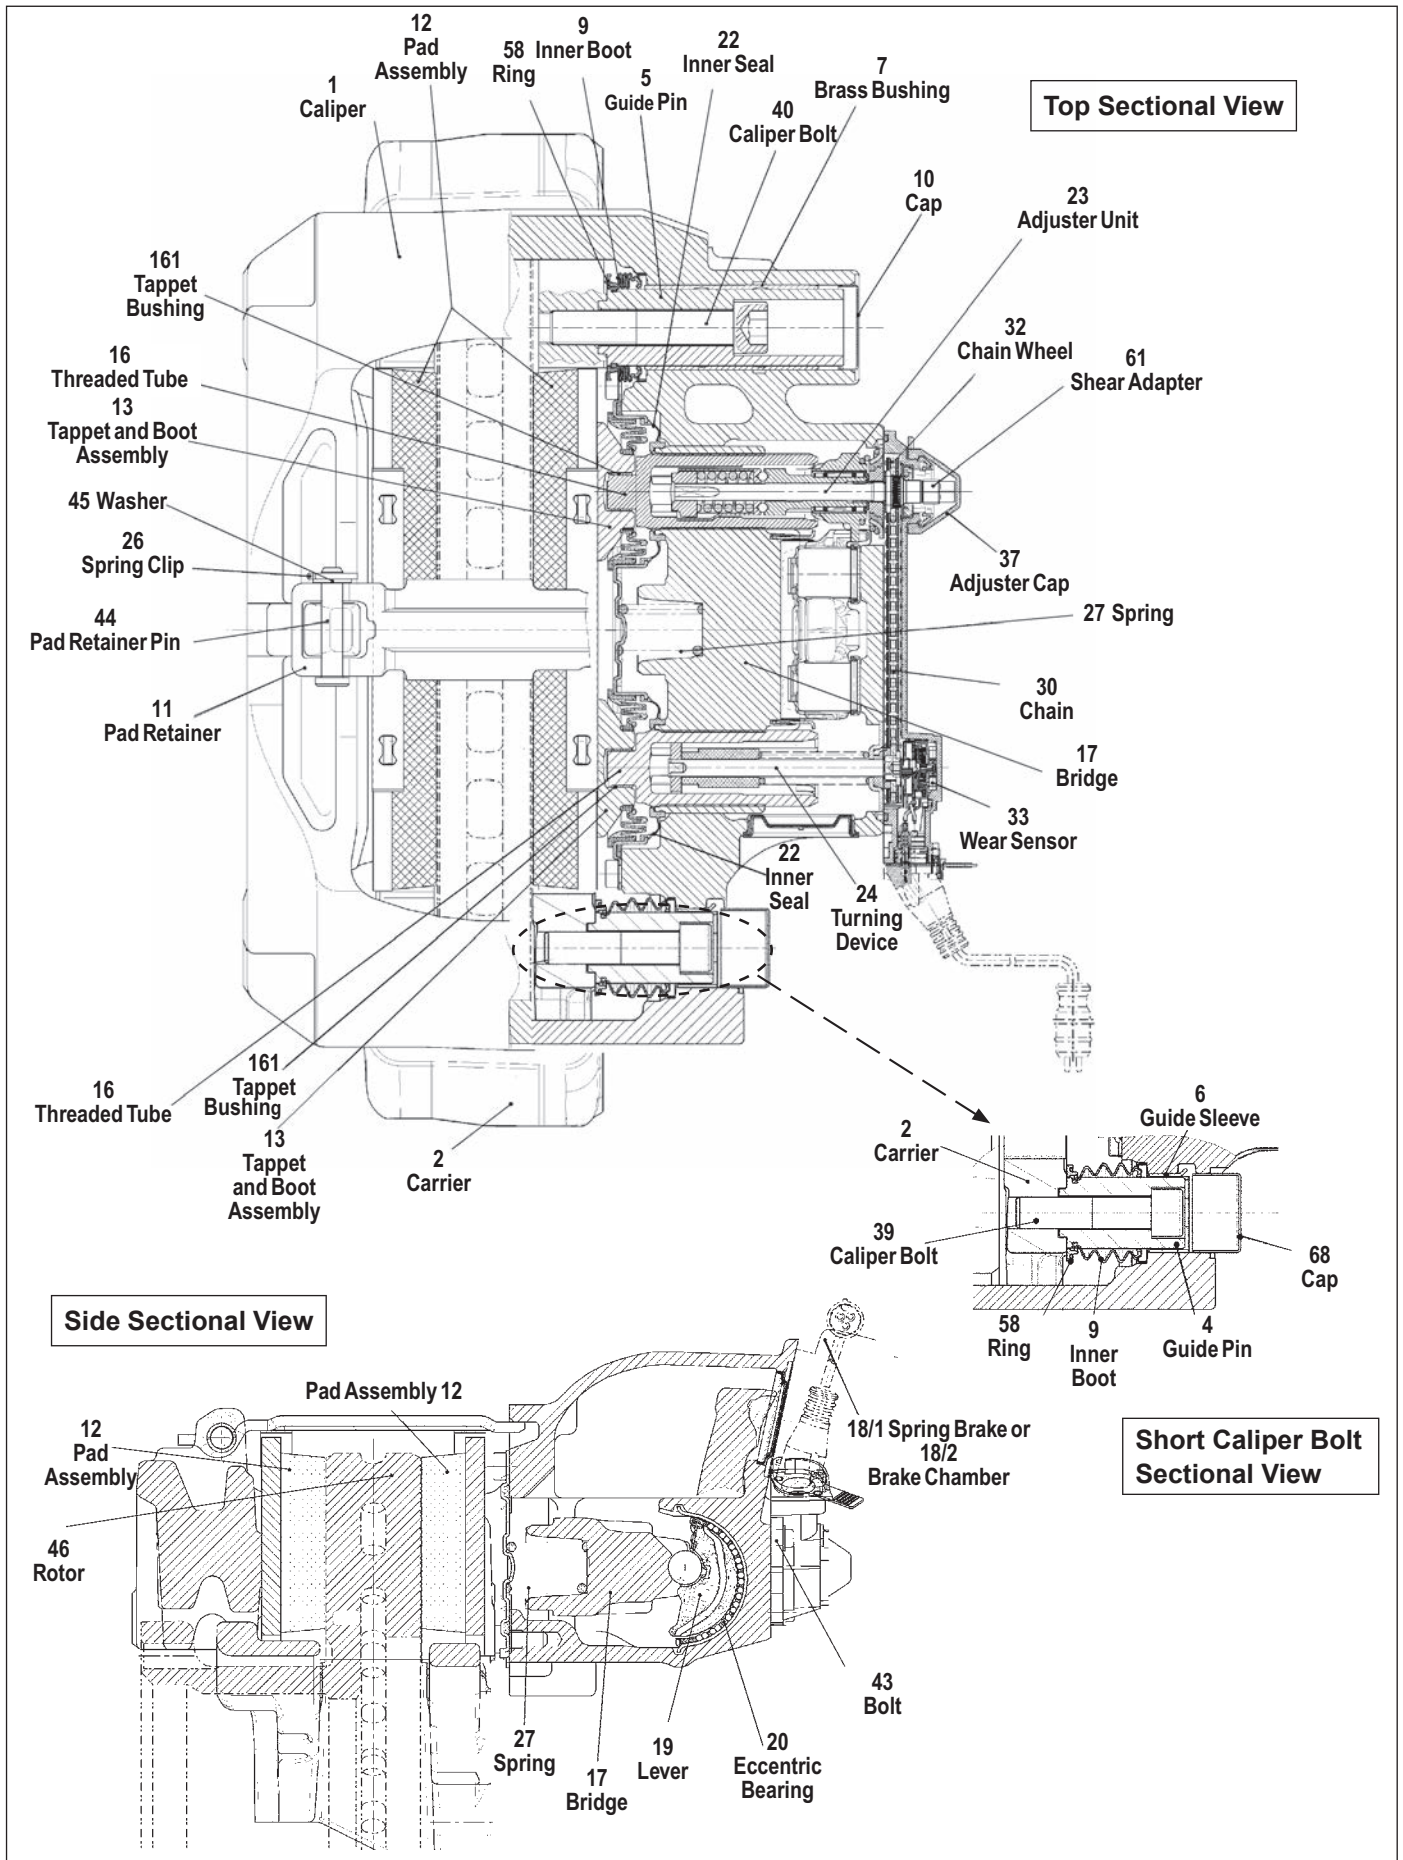 12
Pad
Assembly
9
Inner Boot
58
Ring
22
Inner Seal
5
Guide Pin
7
Brass Bushing
1
Caliper
40
Caliper Bolt
Top Sectional View
10
Cap
23
Adjuster Unit
161
Tappet
Bushing
32
Chain Wheel
16
Threaded Tube
61
Shear Adapter
13
Tappet and Boot
Assembly
45 Washer
26
Spring Clip
37
Adjuster Cap
44
Pad Retainer Pin
27 Spring
11
Pad Retainer
30
Chain
17
Bridge
33
Wear Sensor
22
Inner
Seal
24
Turning
Device
16
Threaded Tube
161
Tappet
Bushing
13
Tappet
and Boot
Assembly
2
Carrier
6
Guide Sleeve
2
Carrier
39
Caliper Bolt
68
Cap
58
Ring
9
Inner
Boot
4
Guide Pin
Short Caliper Bolt
Sectional View
Side Sectional View
Pad Assembly 12
12
Pad
Assembly
18/1 Spring Brake or
18/2
Brake Chamber
46
Rotor
43
Bolt
27
Spring
17
Bridge
19
Lever
20
Eccentric
Bearing